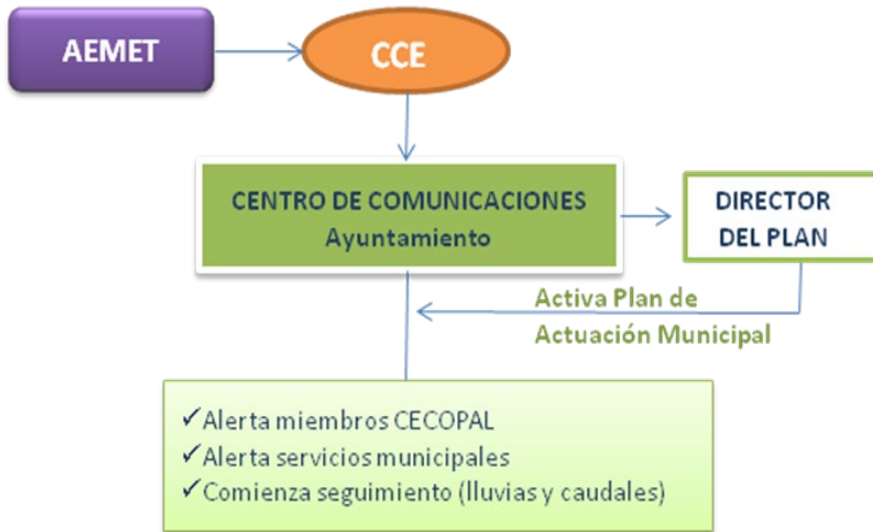 AEMET
CCE
CENTRO DE COMUNICACIONES
Ayuntamiento
DIRECTOR
DEL PLAN
Activa Plan de
Actuación Municipal
✓Alerta miembros CECOPAL
✓Alerta servicios municipales
✓Comienza seguimiento (lluvias y caudales)